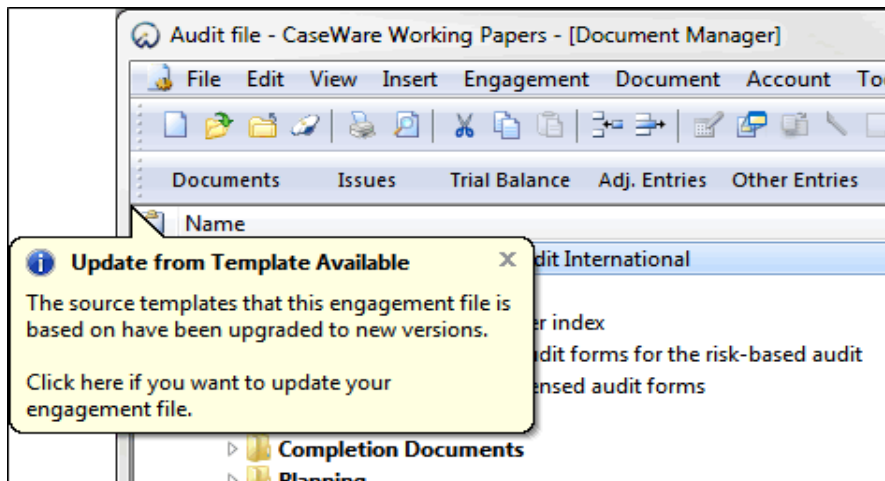 Audit file - CaseWare Working Papers - [Document Manager]
File Edit View Insert Engagement Document Account
Documents Issues Trial Balance Adj. Entries Other Entries
Name
Update from Template Available
dit International
The source templates that this engagement file is
based on have been upgraded to new versions.
index
forms for the risk-based audit
audit forms
Click here if you want to update your
engagement file.
Completion Documents
Planning